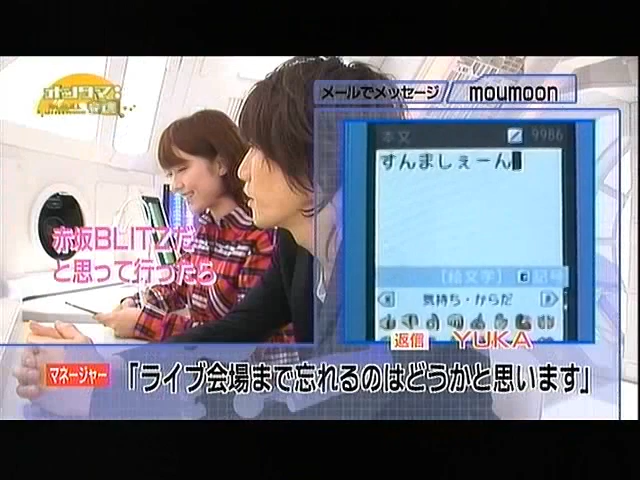 オンタマ:
メールでメッセージ / moumoon
本文 9986
すんましぇーん
[絵文字] 記号
気持ち・からだ
赤坂BLITZだ
と思って行ったら
返信 YUKA
マネージャー 「ライブ会場まで忘れるのはどうかと思います」